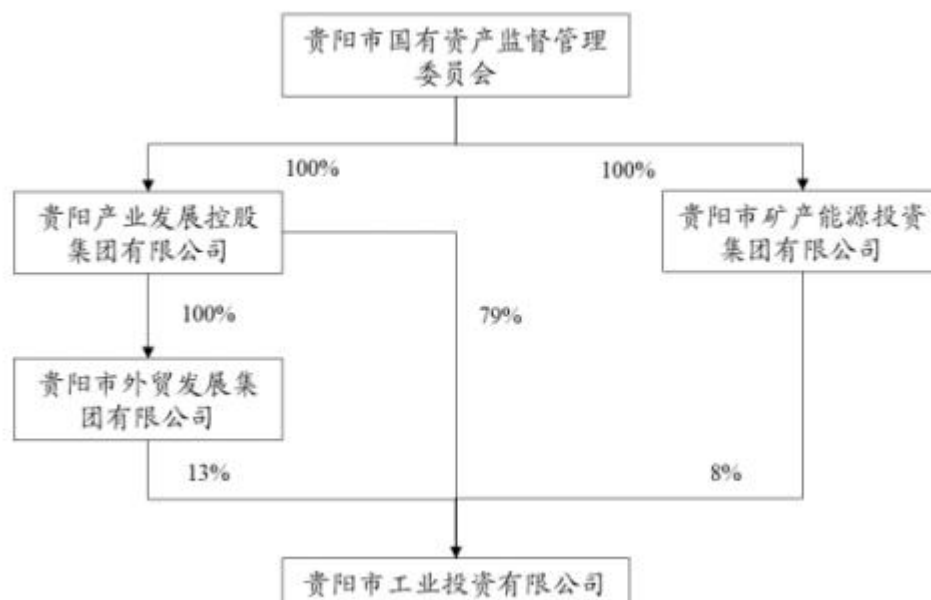 贵阳市国有资产监督管理
委员会
100%
100%
贵阳产业发展控股
集团有限公司
贵阳市矿产能源投资
集团有限公司
100%
79%
贵阳市外贸发展集
团有限公司
13%
8%
贵阳市工业投资有限公司